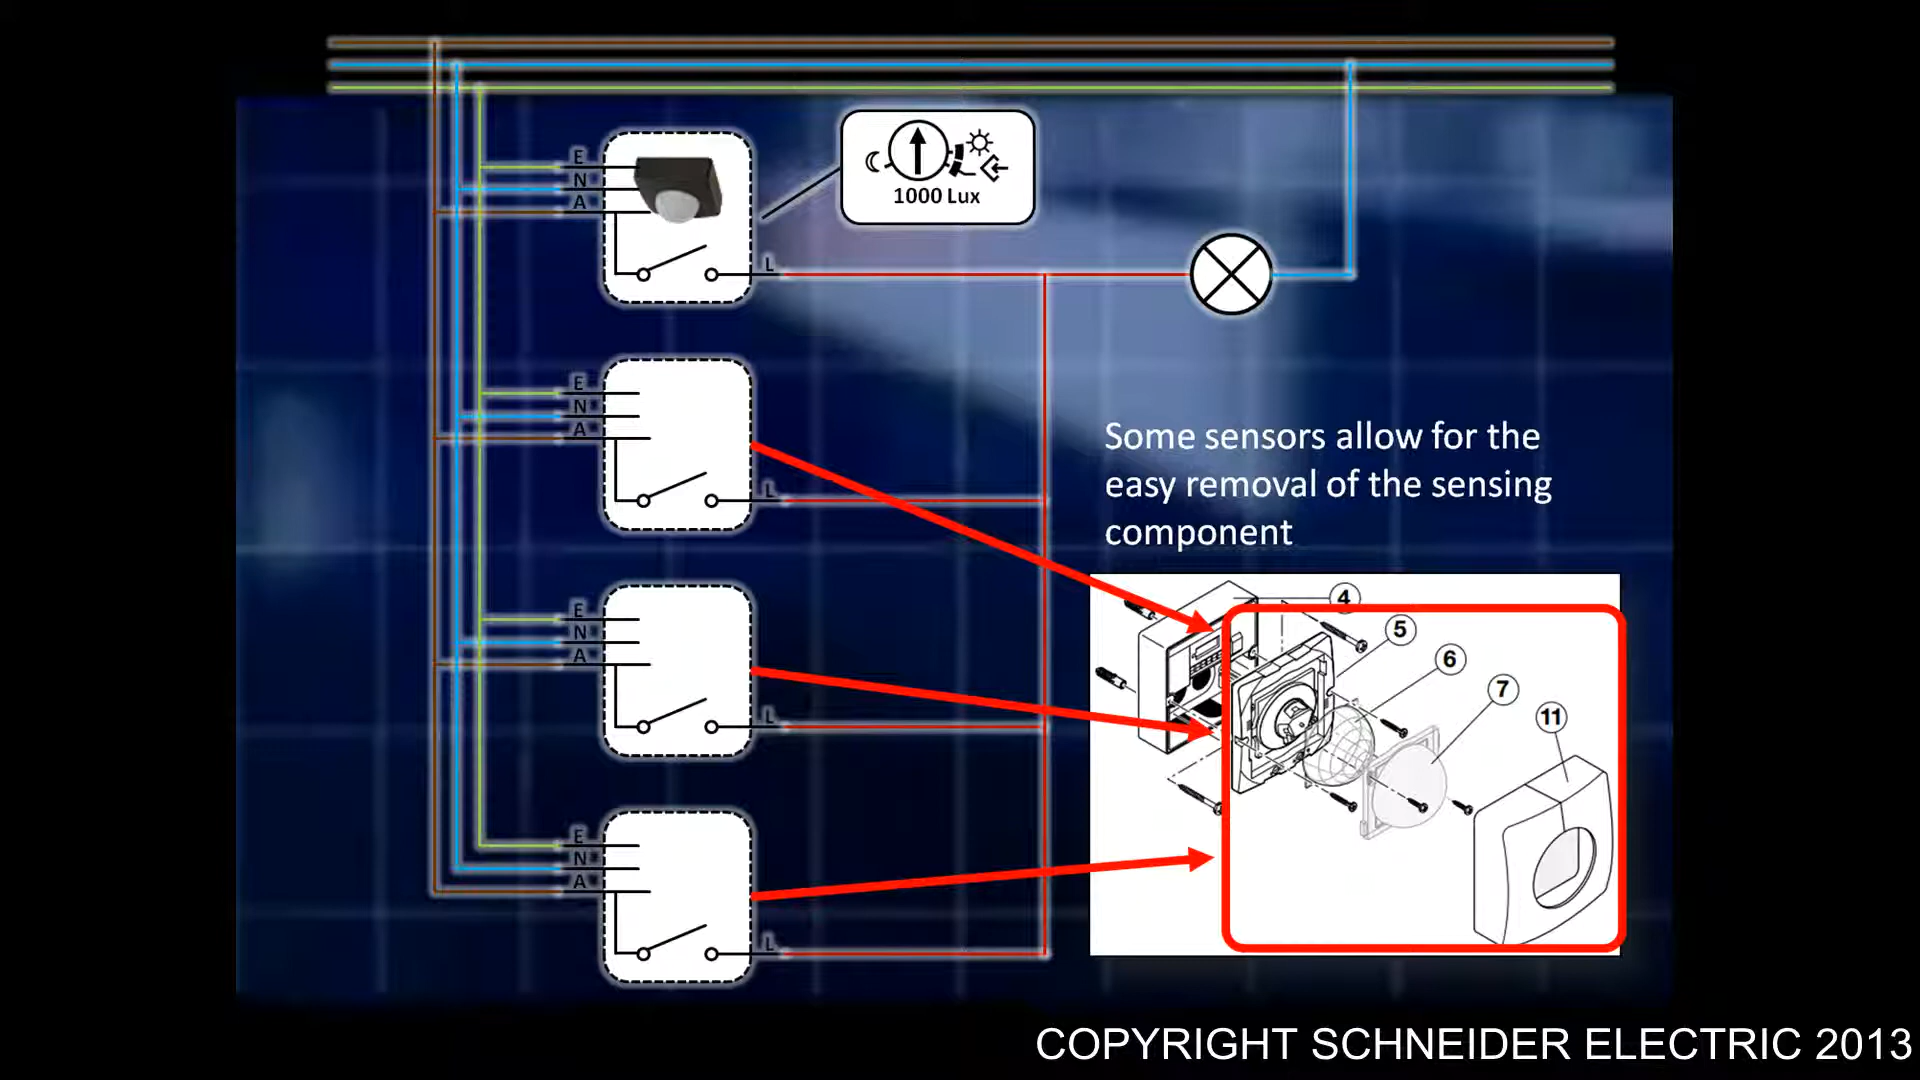 E
N
A
1000 Lux
L
E
N
A
L
Some sensors allow for the
easy removal of the sensing
component
E
N
A
L
4
5
6
7
11
E
N
A
L
COPYRIGHT SCHNEIDER ELECTRIC 2013